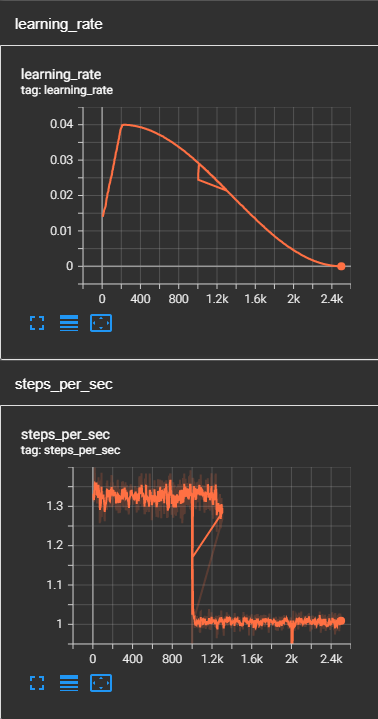 learning_rate
learning_rate
tag: learning_rate
0.04
0.03
0.02
0.01
0
0 400 800 1.2k 1.6k 2k 2.4k
steps_per_sec
steps_per_sec
tag: steps_per_sec
1.3
1.2
1.1
1
0 400 800 1.2k 1.6k 2k 2.4k